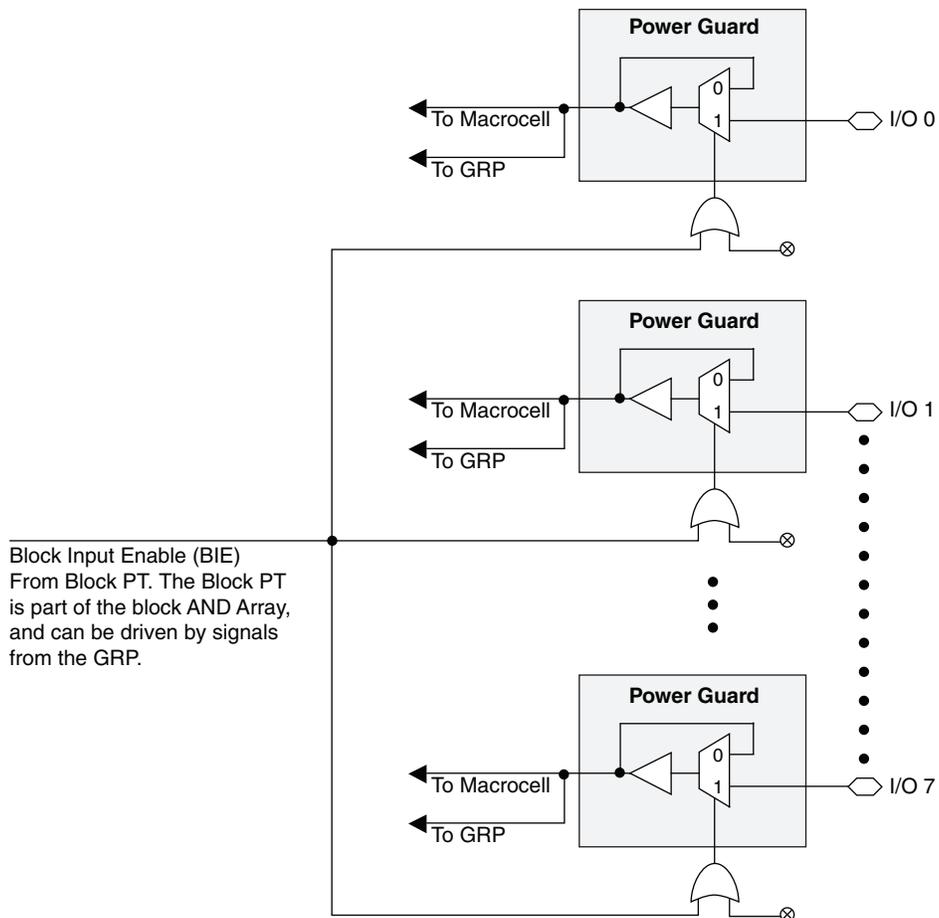 Power Guard
0
1
To Macrocell
To GRP
I/O 0
Power Guard
0
1
To Macrocell
To GRP
I/O 1
Block Input Enable (BIE)
From Block PT. The Block PT
is part of the block AND Array,
and can be driven by signals
from the GRP.
Power Guard
0
1
To Macrocell
To GRP
I/O 7